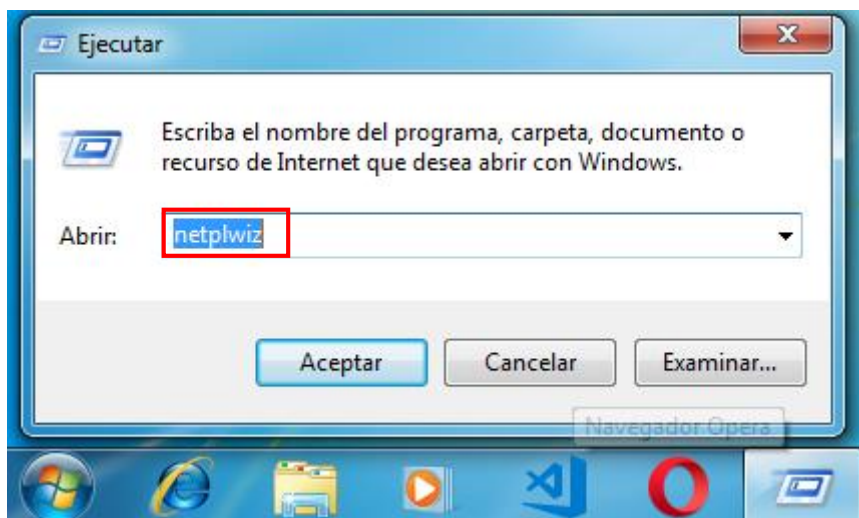 Ejecutar
Escriba el nombre del programa, carpeta, documento o
recurso de Internet que desea abrir con Windows.
Abrir: netplwiz
Aceptar Cancelar Examinar...
Navegador Opera